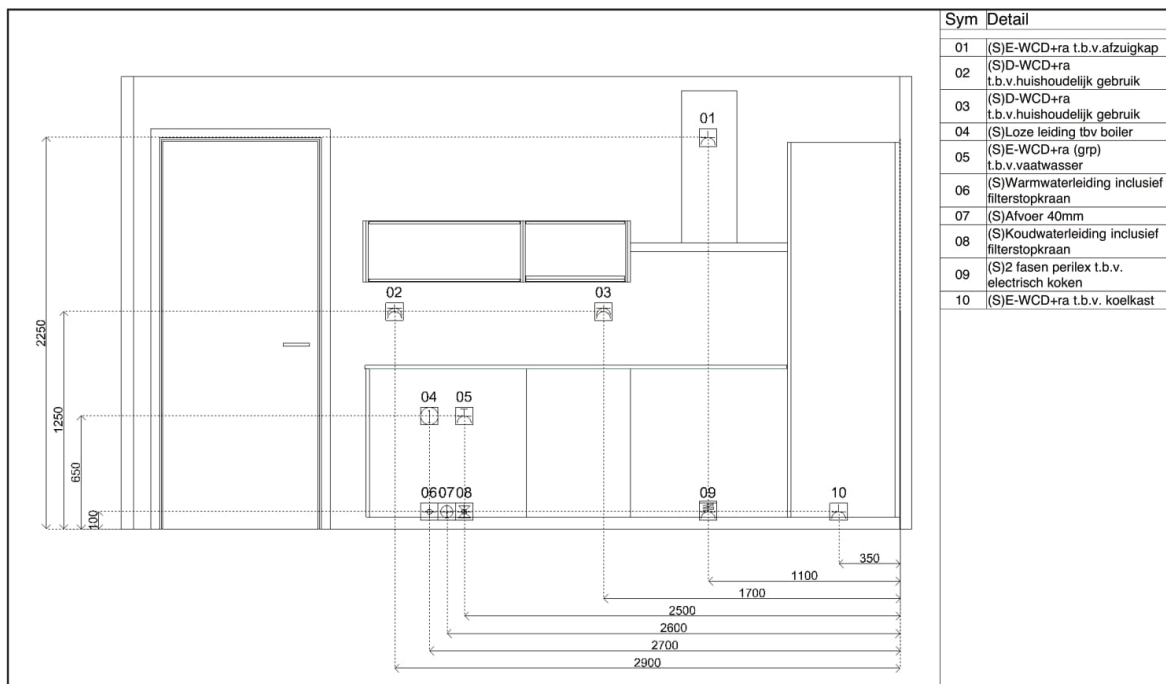 Sym Detail
01 (S)E-WCD+ra t.b.v.afzuigkap
02 (S)D-WCD+ra
t.b.v.huishoudelijk gebruik
03 (S)D-WCD+ra
t.b.v.huishoudelijk gebruik
04 (S)Loze leiding tbv boiler
05 (S)E-WCD+ra (grp)
t.b.v.vaatwasser
06 (S)Warmwaterleiding inclusief
filterstopkraan
07 (S)Afvoer 40mm
08 (S)Koudwaterleiding inclusief
filterstopkraan
09 (S)2 fasen perilex t.b.v.
electrisch koken
10 (S)E-WCD+ra t.b.v. koelkast
01
02 03
04 05
06 07 08 09 10
2250
1250
650
100
350
1100
1700
2500
2600
2700
2900